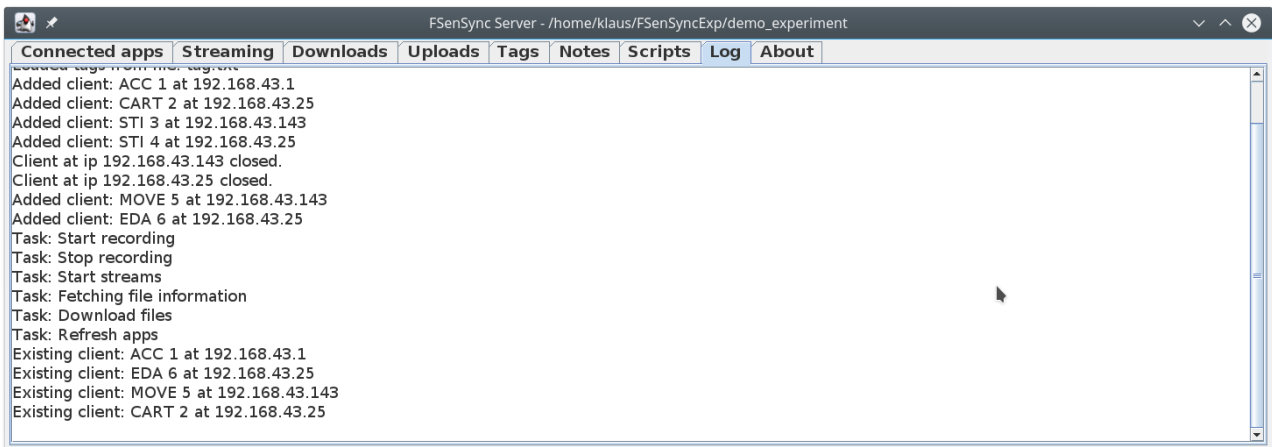 FSenSync Server - /home/klaus/FSenSyncExp/demo_experiment
Connected apps Streaming Downloads Uploads Tags Notes Scripts Log About
Loaded tags from file: tag.txt
Added client: ACC 1 at 192.168.43.1
Added client: CART 2 at 192.168.43.25
Added client: STI 3 at 192.168.43.143
Added client: STI 4 at 192.168.43.25
Client at ip 192.168.43.143 closed.
Client at ip 192.168.43.25 closed.
Added client: MOVE 5 at 192.168.43.143
Added client: EDA 6 at 192.168.43.25
Task: Start recording
Task: Stop recording
Task: Start streams
Task: Fetching file information
Task: Download files
Task: Refresh apps
Existing client: ACC 1 at 192.168.43.1
Existing client: EDA 6 at 192.168.43.25
Existing client: MOVE 5 at 192.168.43.143
Existing client: CART 2 at 192.168.43.25